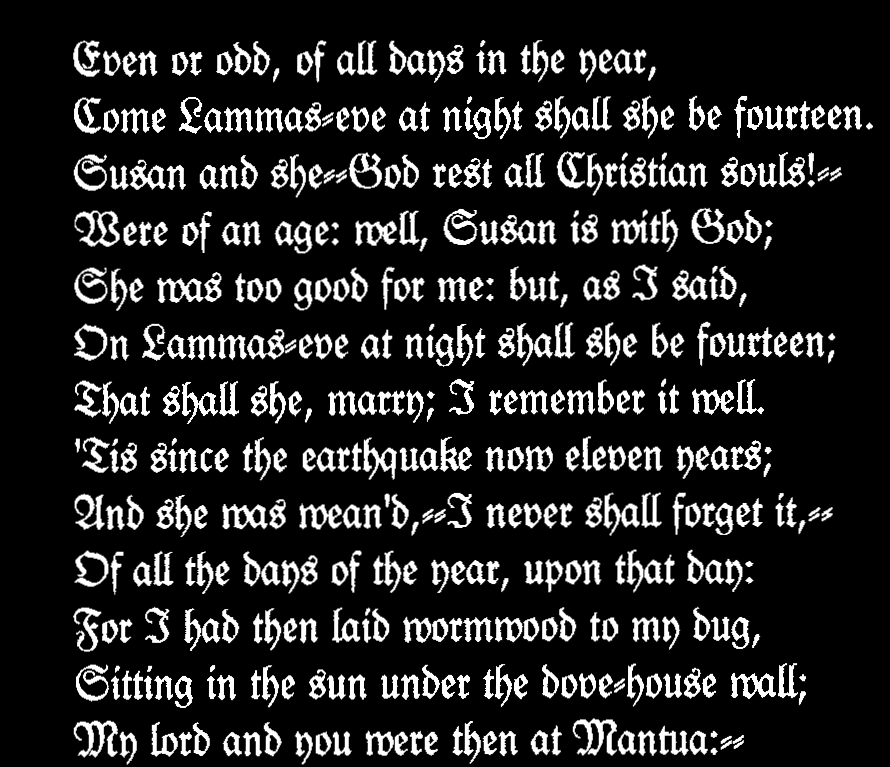 Even or odd, of all days in the year,
Come Lammas-eve at night shall she be fourteen.
Susan and she--God rest all Christian souls!--
Were of an age: well, Susan is with God;
She was too good for me: but, as I said,
On Lammas-eve at night shall she be fourteen;
That shall she, marry; I remember it well.
'Tis since the earthquake now eleven years;
And she was wean'd,--I never shall forget it,--
Of all the days of the year, upon that day:
For I had then laid wormwood to my dug,
Sitting in the sun under the dove-house wall;
My lord and you were then at Mantua:--